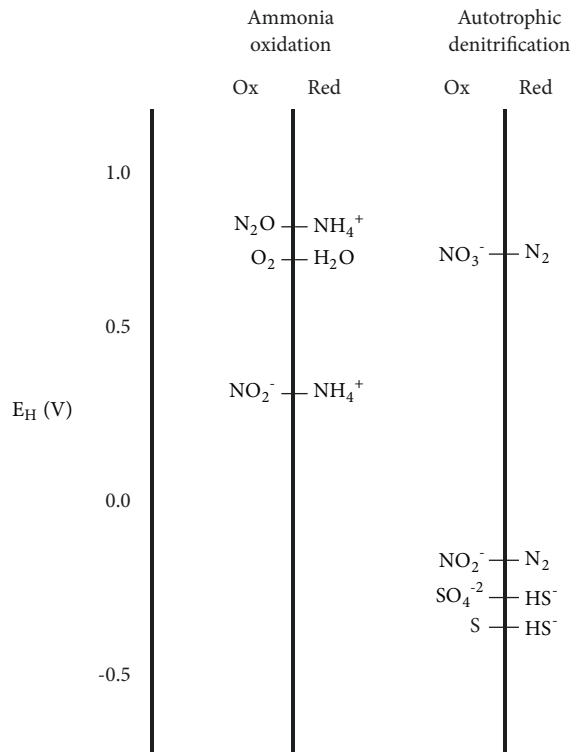 Ammonia
oxidation
Autotrophic
denitrification
Ox Red
Ox Red
1.0
N₂O NH₄⁺
O₂ H₂O
NO₃⁻ N₂
0.5
NO₂⁻ NH₄⁺
E_H (V)
0.0
NO₂⁻ N₂
SO₄⁻² HS⁻
S HS⁻
-0.5